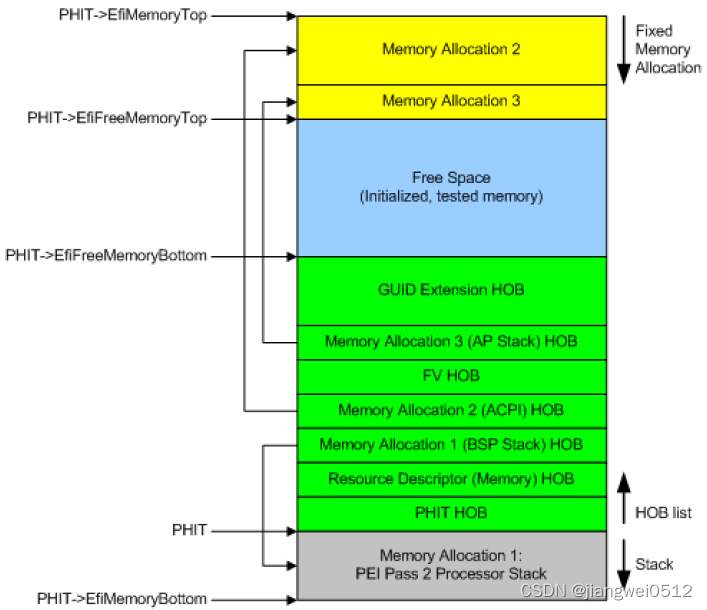 PHIT->EfiMemoryTop
Memory Allocation 2
Fixed
Memory
Allocation
Memory Allocation 3
PHIT->EfiFreeMemoryTop
Free Space
(Initialized, tested memory)
PHIT->EfiFreeMemoryBottom
GUID Extension HOB
Memory Allocation 3 (AP Stack) HOB
FV HOB
Memory Allocation 2 (ACPI) HOB
Memory Allocation 1 (BSP Stack) HOB
Resource Descriptor (Memory) HOB
PHIT HOB
HOB list
PHIT
Memory Allocation 1:
PEI Pass 2 Processor Stack
Stack
PHIT->EfiMemoryBottom
CSDN @jiangwei0512